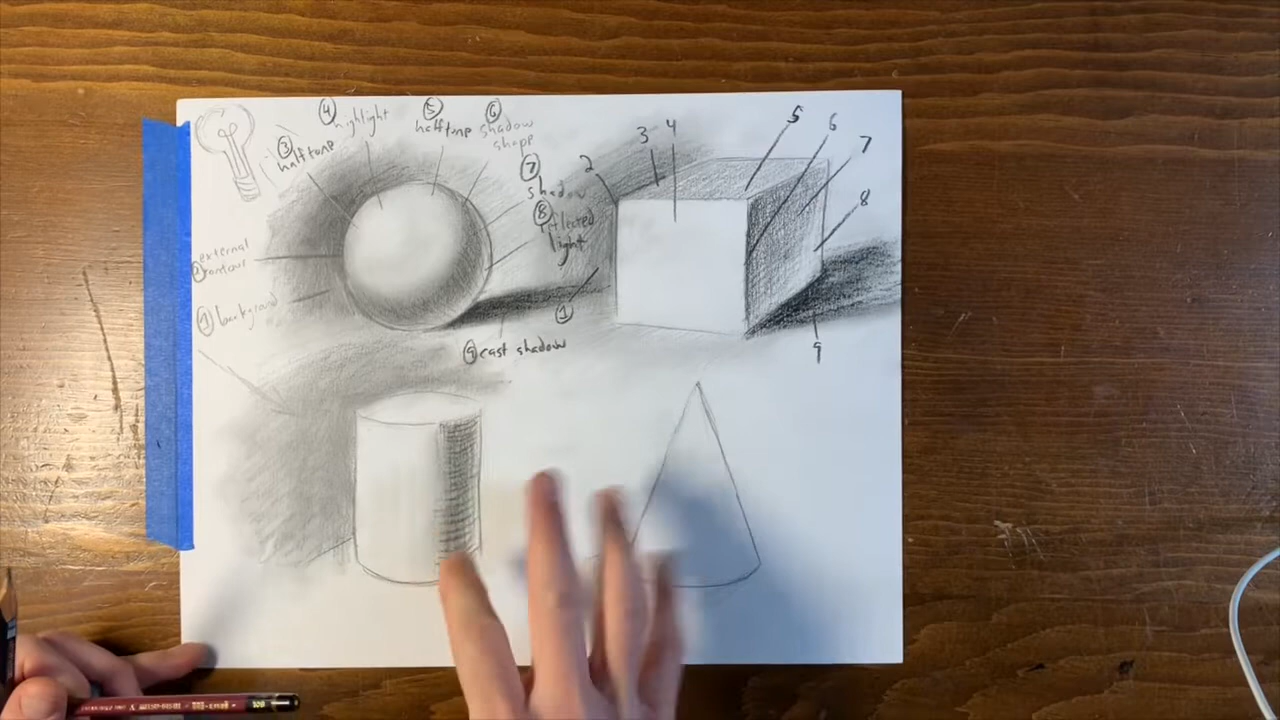 ④ highlight
⑤ halftone
⑥ shadow
shape
③ halftone
⑦
shadow
⑧ reflected
light
② external
contour
① background
⑨ cast shadow
①
2
3
4
5
6
7
8
9